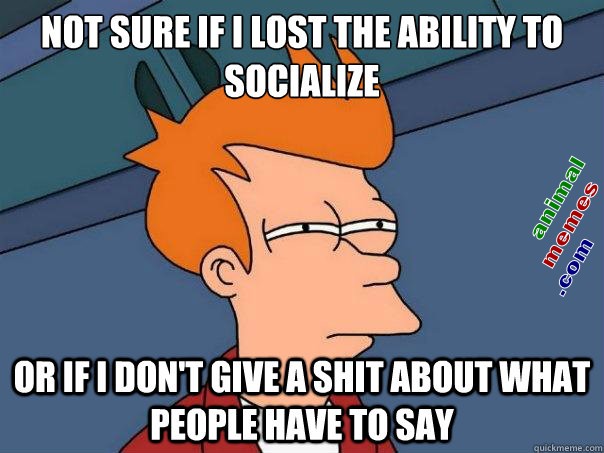 NOT SURE IF I LOST THE ABILITY TO
SOCIALIZE
animal
memes
.com
OR IF I DON'T GIVE A SHIT ABOUT WHAT
PEOPLE HAVE TO SAY
quickmeme.com